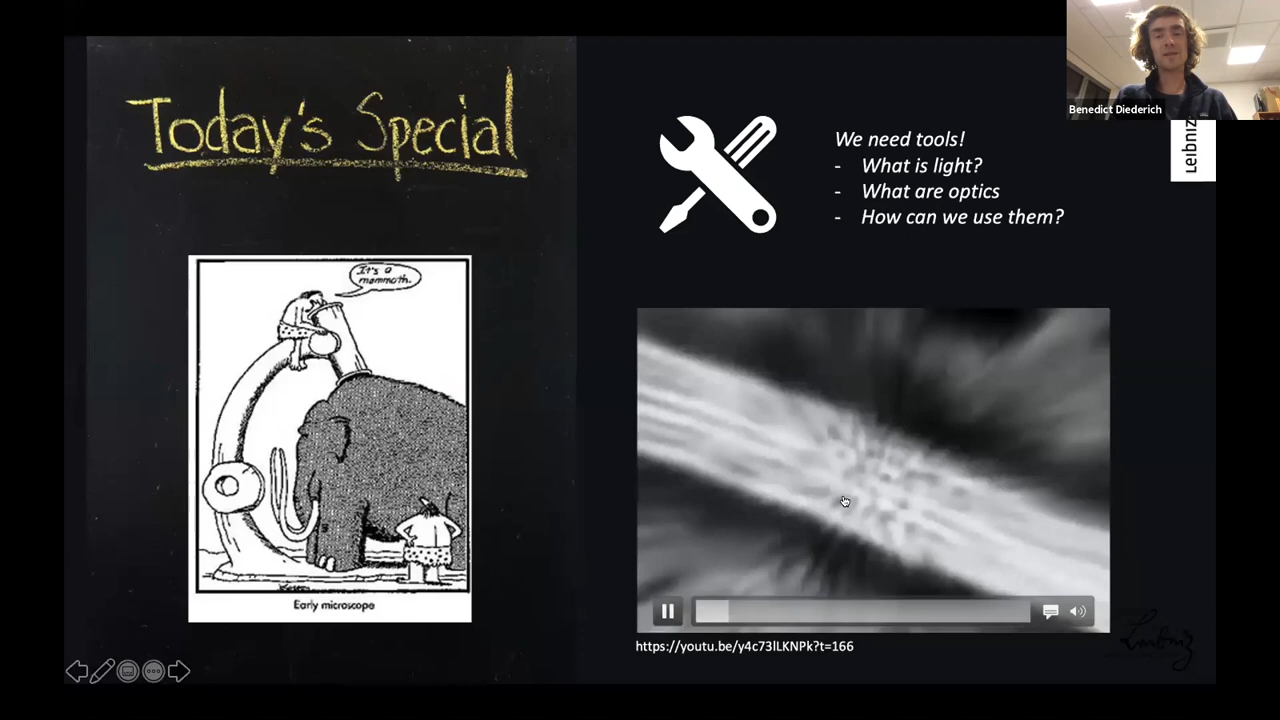 Today's Special
It's a
mammoth.
Early microscope
We need tools!
- What is light?
- What are optics
- How can we use them?
https://youtu.be/y4c73lLKNPk?t=166
Benedict Diederich
Leibniz
Leibniz